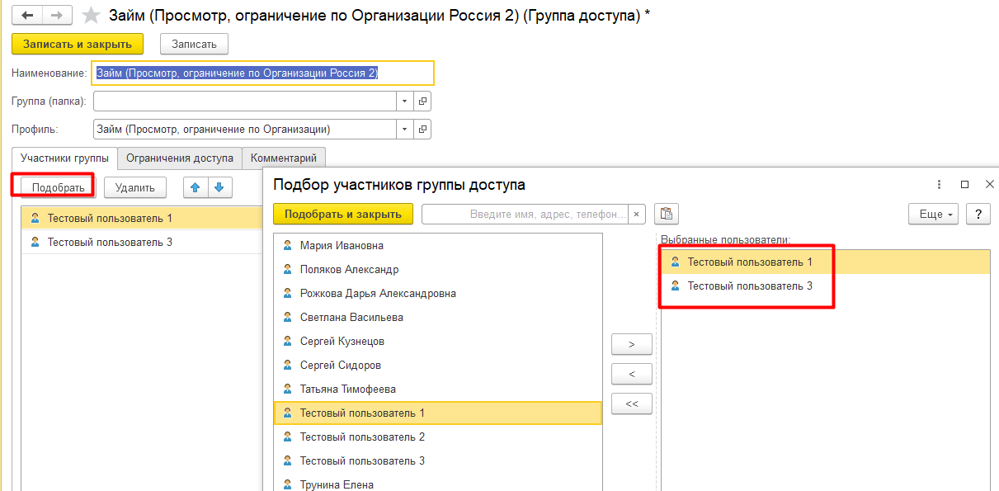 Займ (Просмотр, ограничение по Организации Россия 2) (Группа доступа) *
Записать и закрыть
Записать
Наименование: Займ (Просмотр, ограничение по Организации Россия 2)
Группа (папка):
Профиль: Займ (Просмотр, ограничение по Организации)
Участники группы
Ограничения доступа
Комментарий
Подобрать
Удалить
Тестовый пользователь 1
Тестовый пользователь 3
Подбор участников группы доступа
Подобрать и закрыть
Введите имя, адрес, телефон...
×
Еще
?
Мария Ивановна
Поляков Александр
Рожкова Дарья Александровна
Светлана Васильева
Сергей Кузнецов
Сергей Сидоров
Татьяна Тимофеева
Тестовый пользователь 1
Тестовый пользователь 2
Тестовый пользователь 3
Трунина Елена
>
<
<<
Выбранные пользователи:
Тестовый пользователь 1
Тестовый пользователь 3